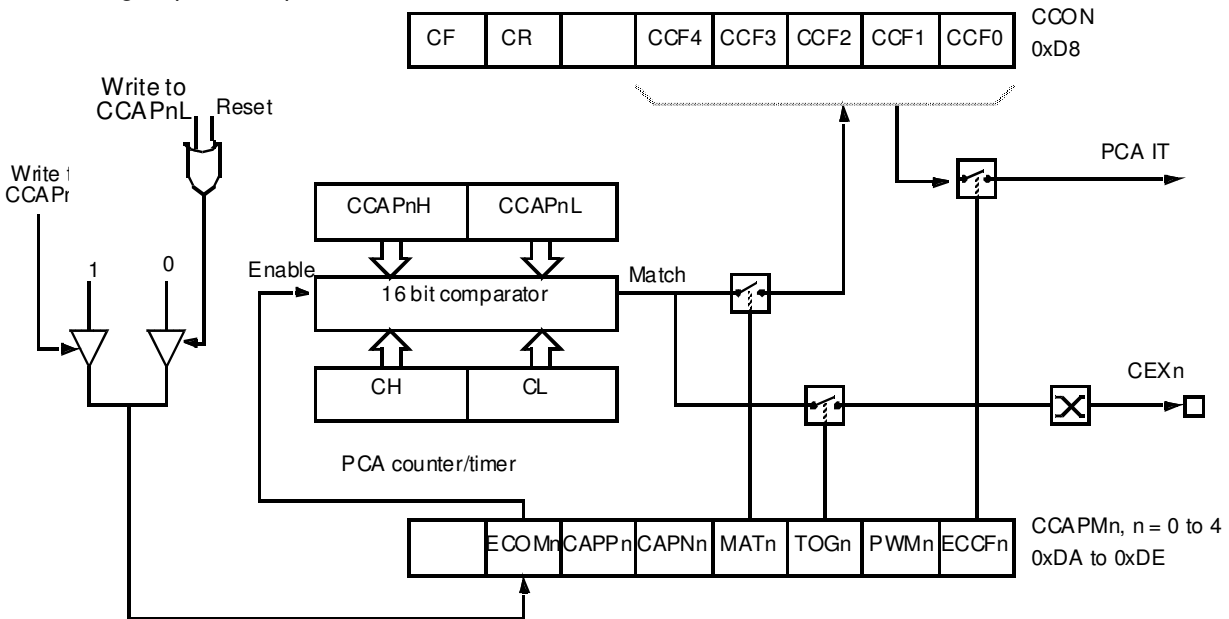 CCON
CF CR CCF4 CCF3 CCF2 CCF1 CCF0
0xD8
Write to
CCAPnL Reset
PCA IT
Write
CCAPnH CCAPnL
1 0
Enable
16 bit comparator
Match
CH CL
CEXn
PCA counter/timer
ECOMn CAPPn CAPNn MATn TOGn PWMn ECCFn
CCAPMn, n = 0 to 4
0xDA to 0xDE